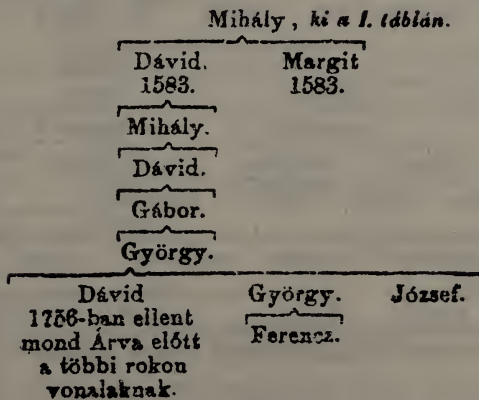 Mihály, ki a I. táblán.
Dávid. Margit
1583. 1583.
Mihály.
Dávid.
Gábor.
György.
Dávid György. József.
1756-ban ellent
mond Árva előtt Ferencz.
a többi rokon
vonalaknak.